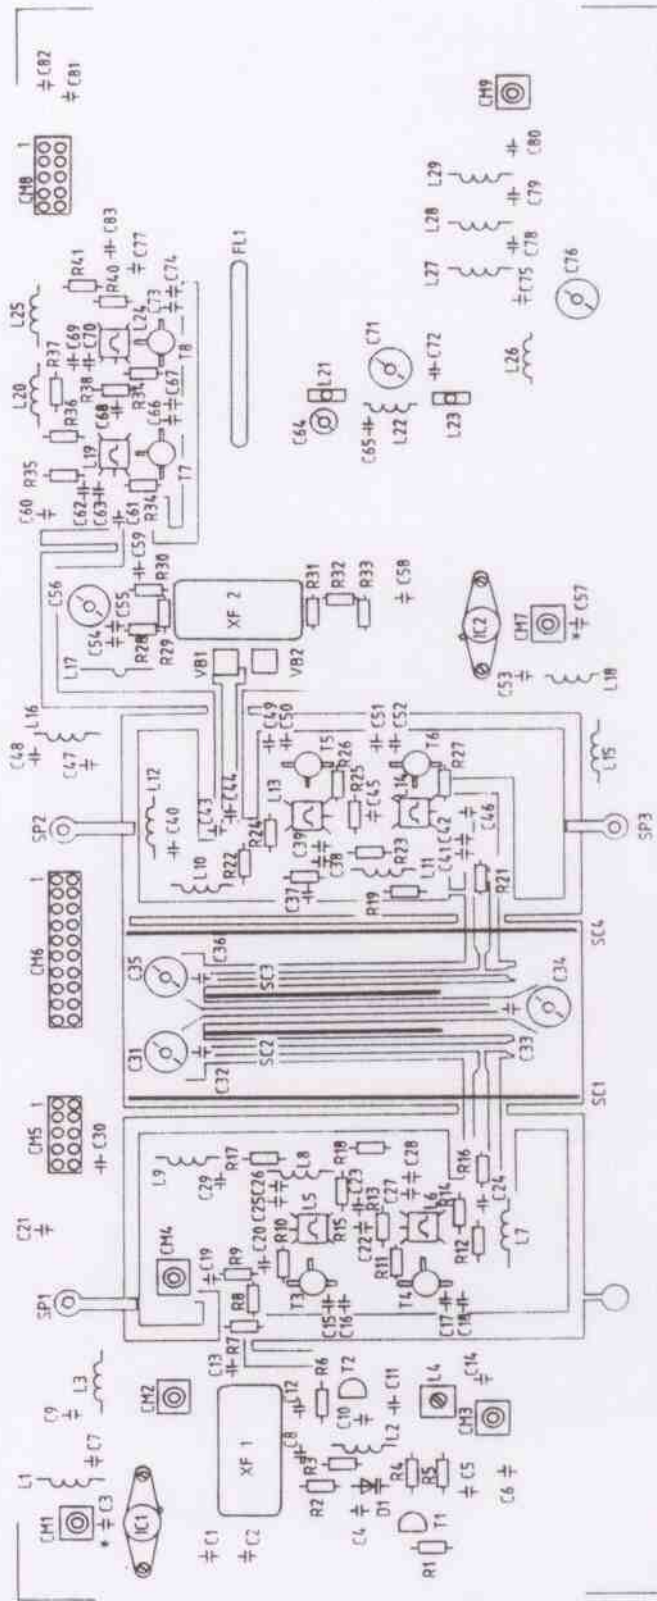 C82
C81
CM8
1
CM9
C80
L29
C79
L28
C78
L27
C75
C76
L26
L25
R41
C83
R40
C77
L24
C73
C74
FL1
C69
C70
R37
R38
L20
R36
C68
R34
T8
C67
C66
L19
R35
C62
C63
C60
C61
R34
T7
L21
C64
C71
C72
C65
L22
L23
C56
C59
R30
C55
C54
R28
R29
L17
XF 2
R31
R32
R33
C58
VB1
VB2
IC2
CM7
* C57
C53
L18
L16
C48
C47
L15
SP2
L12
C40
C43
C44
C49
C50
T5
R26
C51
C52
T6
R27
L13
R25
C45
L14
R24
R22
L10
C39
C38
C37
R23
L11
R19
C41
C42
C46
R21
SP3
CM6
1
SC4
C36
C35
SC3
C34
C31
C32
SC2
C33
SC1
CM5
1
C30
L9
R17
C29
C26
C25
L8
R18
L5
R15
C23
C22
R13
C27
C28
L6
R14
R16
C24
R12
L7
C21
CM4
C19
R9
C20
R10
T3
R11
T4
R8
R7
C15
C16
C17
C18
SP1
C13
L3
C9
CM2
XF 1
C12
R6
T2
C10
C11
L4
CM3
C14
C8
R3
L2
R2
D1
C4
R4
R5
C5
C6
T1
R1
L1
C7
CM1
* C3
IC1
C1
C2